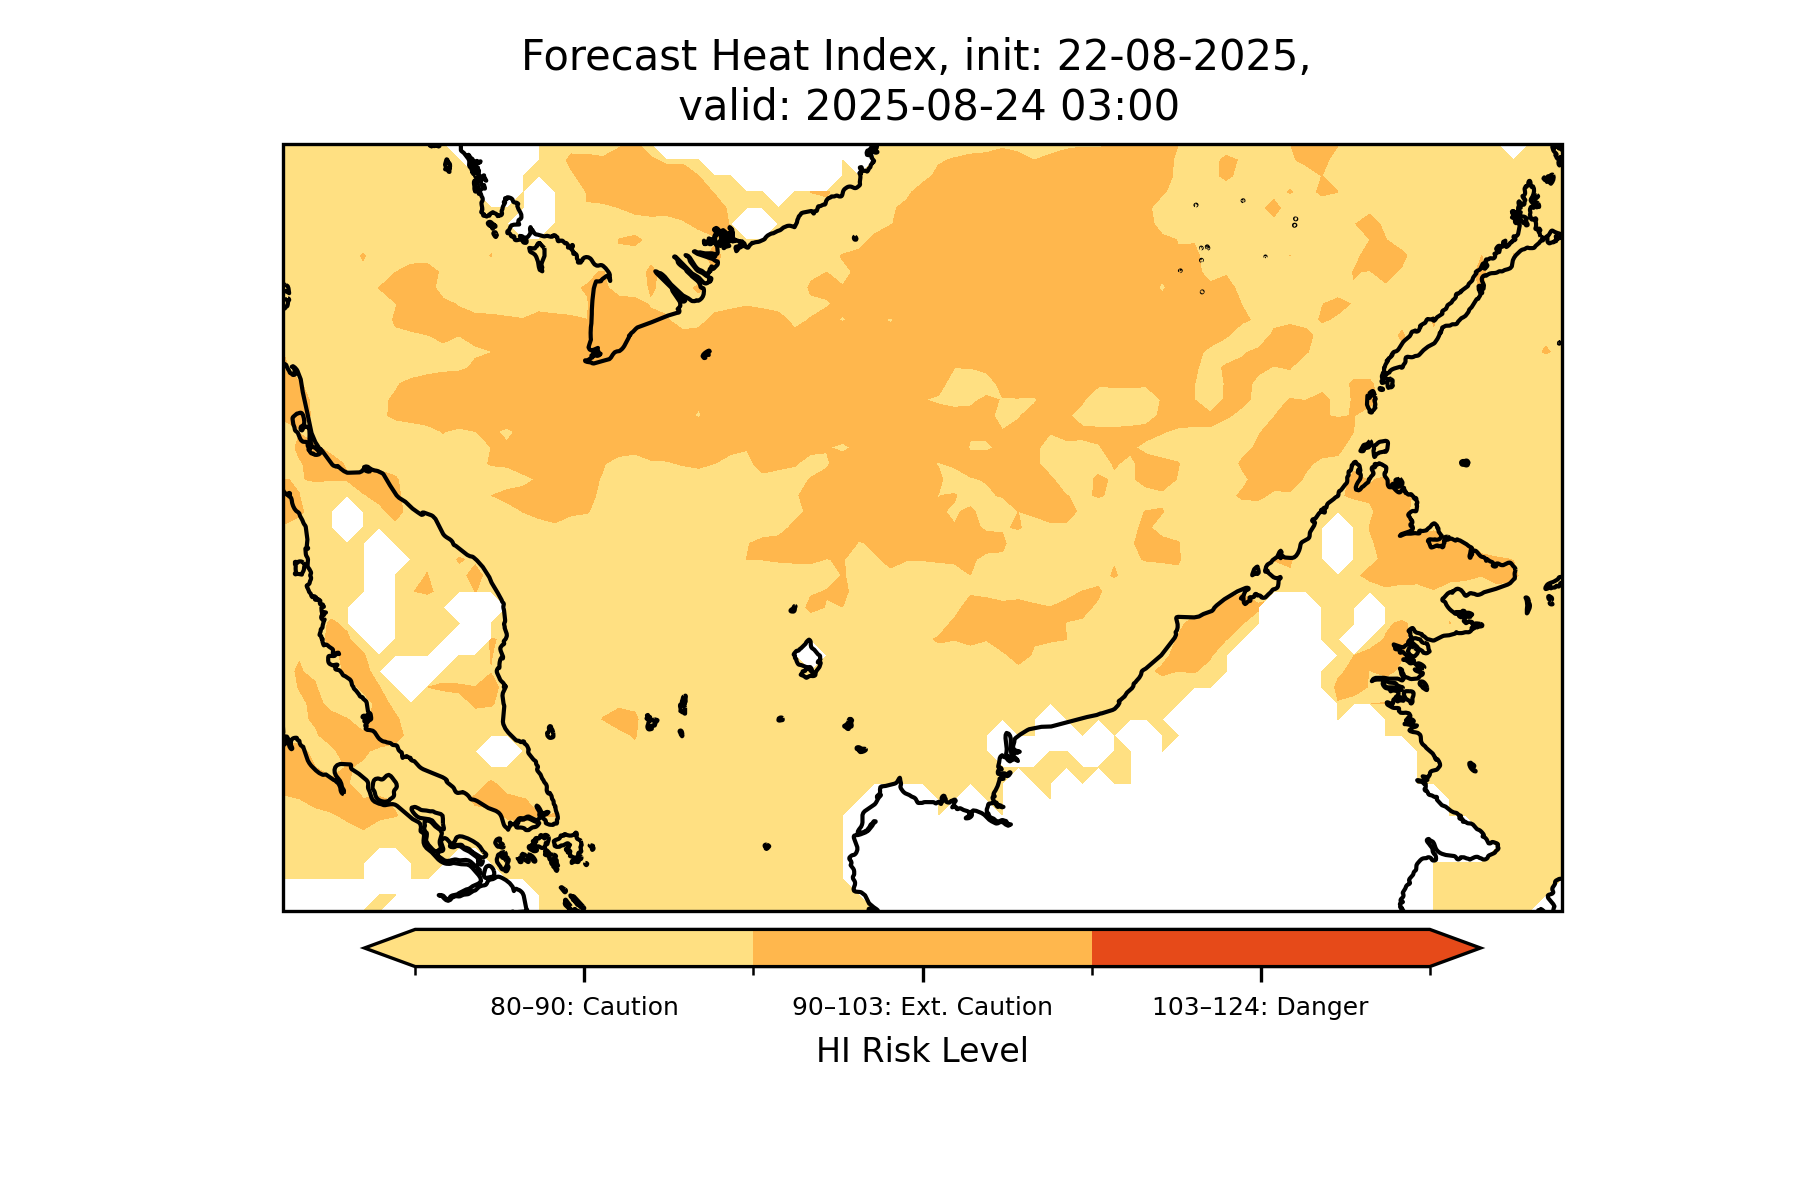 Forecast Heat Index, init: 22-08-2025,
valid: 2025-08-24 03:00
80–90: Caution
90–103: Ext. Caution
103–124: Danger
HI Risk Level